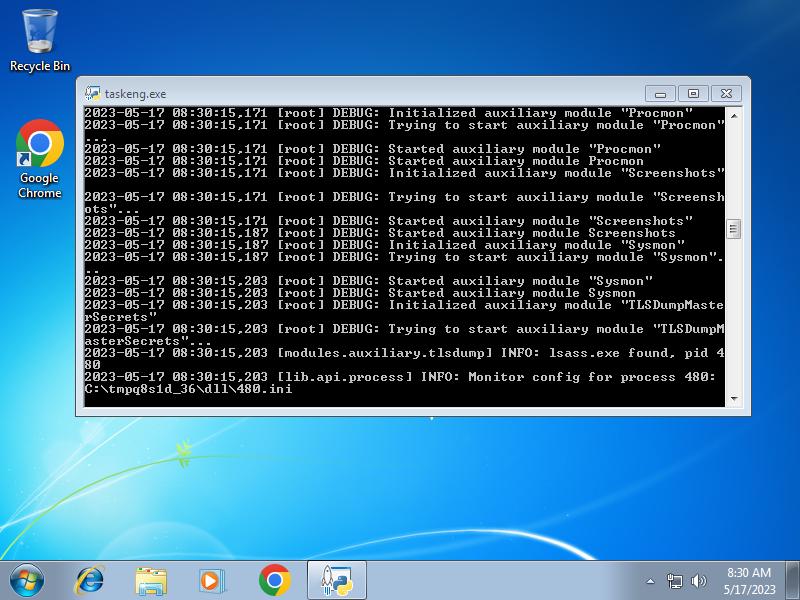 Recycle Bin
Google
Chrome
taskeng.exe
2023-05-17 08:30:15,171 [root] DEBUG: Initialized auxiliary module "Procmon"
2023-05-17 08:30:15,171 [root] DEBUG: Trying to start auxiliary module "Procmon"
...
2023-05-17 08:30:15,171 [root] DEBUG: Started auxiliary module "Procmon"
2023-05-17 08:30:15,171 [root] DEBUG: Started auxiliary module Procmon
2023-05-17 08:30:15,171 [root] DEBUG: Initialized auxiliary module "Screenshots"
2023-05-17 08:30:15,171 [root] DEBUG: Trying to start auxiliary module "Screensh
ots"...
2023-05-17 08:30:15,171 [root] DEBUG: Started auxiliary module "Screenshots"
2023-05-17 08:30:15,187 [root] DEBUG: Started auxiliary module Screenshots
2023-05-17 08:30:15,187 [root] DEBUG: Initialized auxiliary module "Sysmon"
2023-05-17 08:30:15,187 [root] DEBUG: Trying to start auxiliary module "Sysmon".
..
2023-05-17 08:30:15,203 [root] DEBUG: Started auxiliary module "Sysmon"
2023-05-17 08:30:15,203 [root] DEBUG: Started auxiliary module Sysmon
2023-05-17 08:30:15,203 [root] DEBUG: Initialized auxiliary module "TLSDumpMaste
rSecrets"
2023-05-17 08:30:15,203 [root] DEBUG: Trying to start auxiliary module "TLSDumpM
asterSecrets"...
2023-05-17 08:30:15,203 [modules.auxiliary.tlsdump] INFO: lsass.exe found, pid 4
80
2023-05-17 08:30:15,203 [lib.api.process] INFO: Monitor config for process 480:
C:\tmpq8s1d_36\dll\480.ini
8:30 AM
5/17/2023